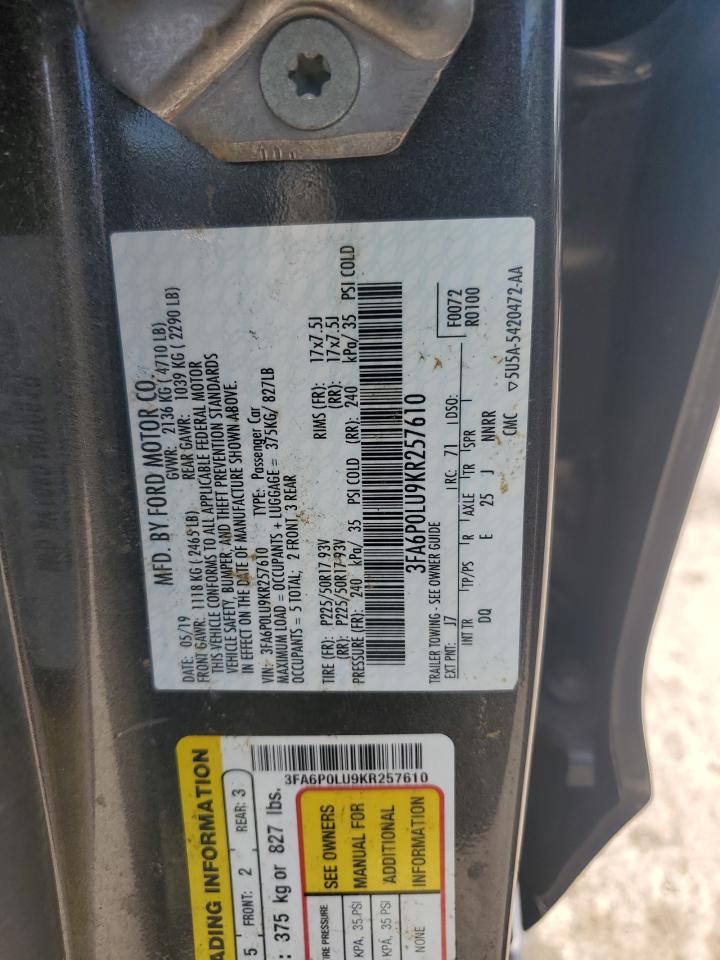 MFD. BY FORD MOTOR CO.
DATE: 05/19 GVWR: 2136 KG ( 4710 LB)
FRONT GAWR: 1118 KG ( 2465 LB) REAR GAWR: 1039 KG ( 2290 LB)
THIS VEHICLE CONFORMS TO ALL APPLICABLE FEDERAL MOTOR
VEHICLE SAFETY, BUMPER, AND THEFT PREVENTION STANDARDS
IN EFFECT ON THE DATE OF MANUFACTURE SHOWN ABOVE.
VIN: 3FA6P0LU9KR257610 TYPE: Passenger Car
MAXIMUM LOAD = OCCUPANTS + LUGGAGE = 375KG/ 827LB
OCCUPANTS = 5 TOTAL; 2 FRONT 3 REAR
TIRE (FR): P225/50R17 93V RIMS (FR): 17x7.5J
(RR): P225/50R17 93V (RR): 17x7.5J
PRESSURE (FR): 240 kPa/ 35 PSI COLD (RR): 240 kPa/ 35 PSI COLD
3FA6P0LU9KR257610
TRAILER TOWING - SEE OWNER GUIDE F0072
EXT PNT: J7 RC: 71 DSO: R0100
INT TR TP/PS R AXLE TR SPR
DQ E 25 J NNRR
CMC 5U5A-5420472-AA
3FA6P0LU9KR257610
ADING INFORMATION
5 FRONT: 2 REAR: 3
: 375 kg or 827 lbs.
IRE PRESSURE SEE OWNERS
KPA, 35 PSI MANUAL FOR
KPA, 35 PSI ADDITIONAL
NONE INFORMATION